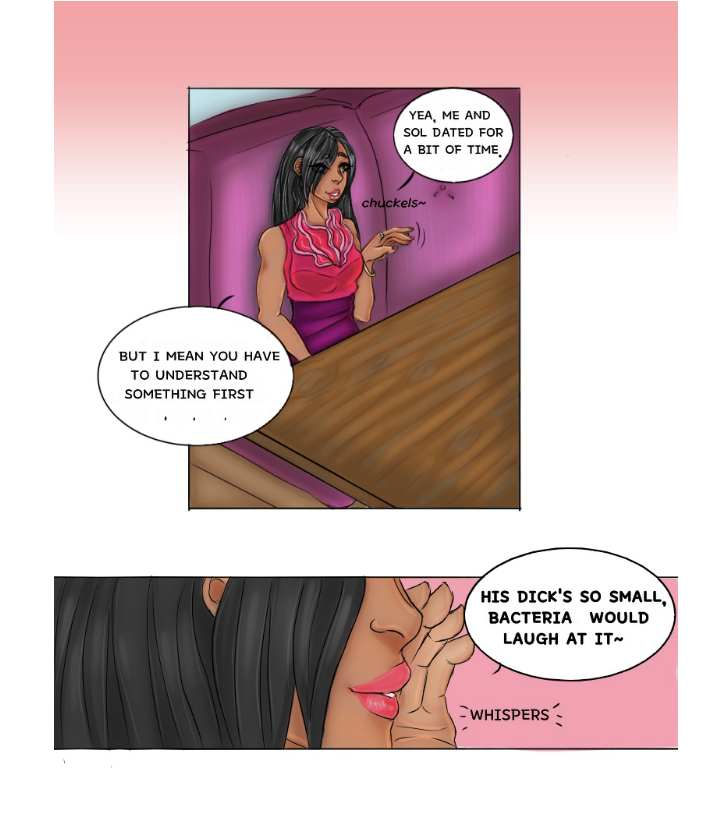 YEA, ME AND
SOL DATED FOR
A BIT OF TIME.
chuckels~
BUT I MEAN YOU HAVE
TO UNDERSTAND
SOMETHING FIRST
. . .
HIS DICK'S SO SMALL,
BACTERIA WOULD
LAUGH AT IT~
WHISPERS